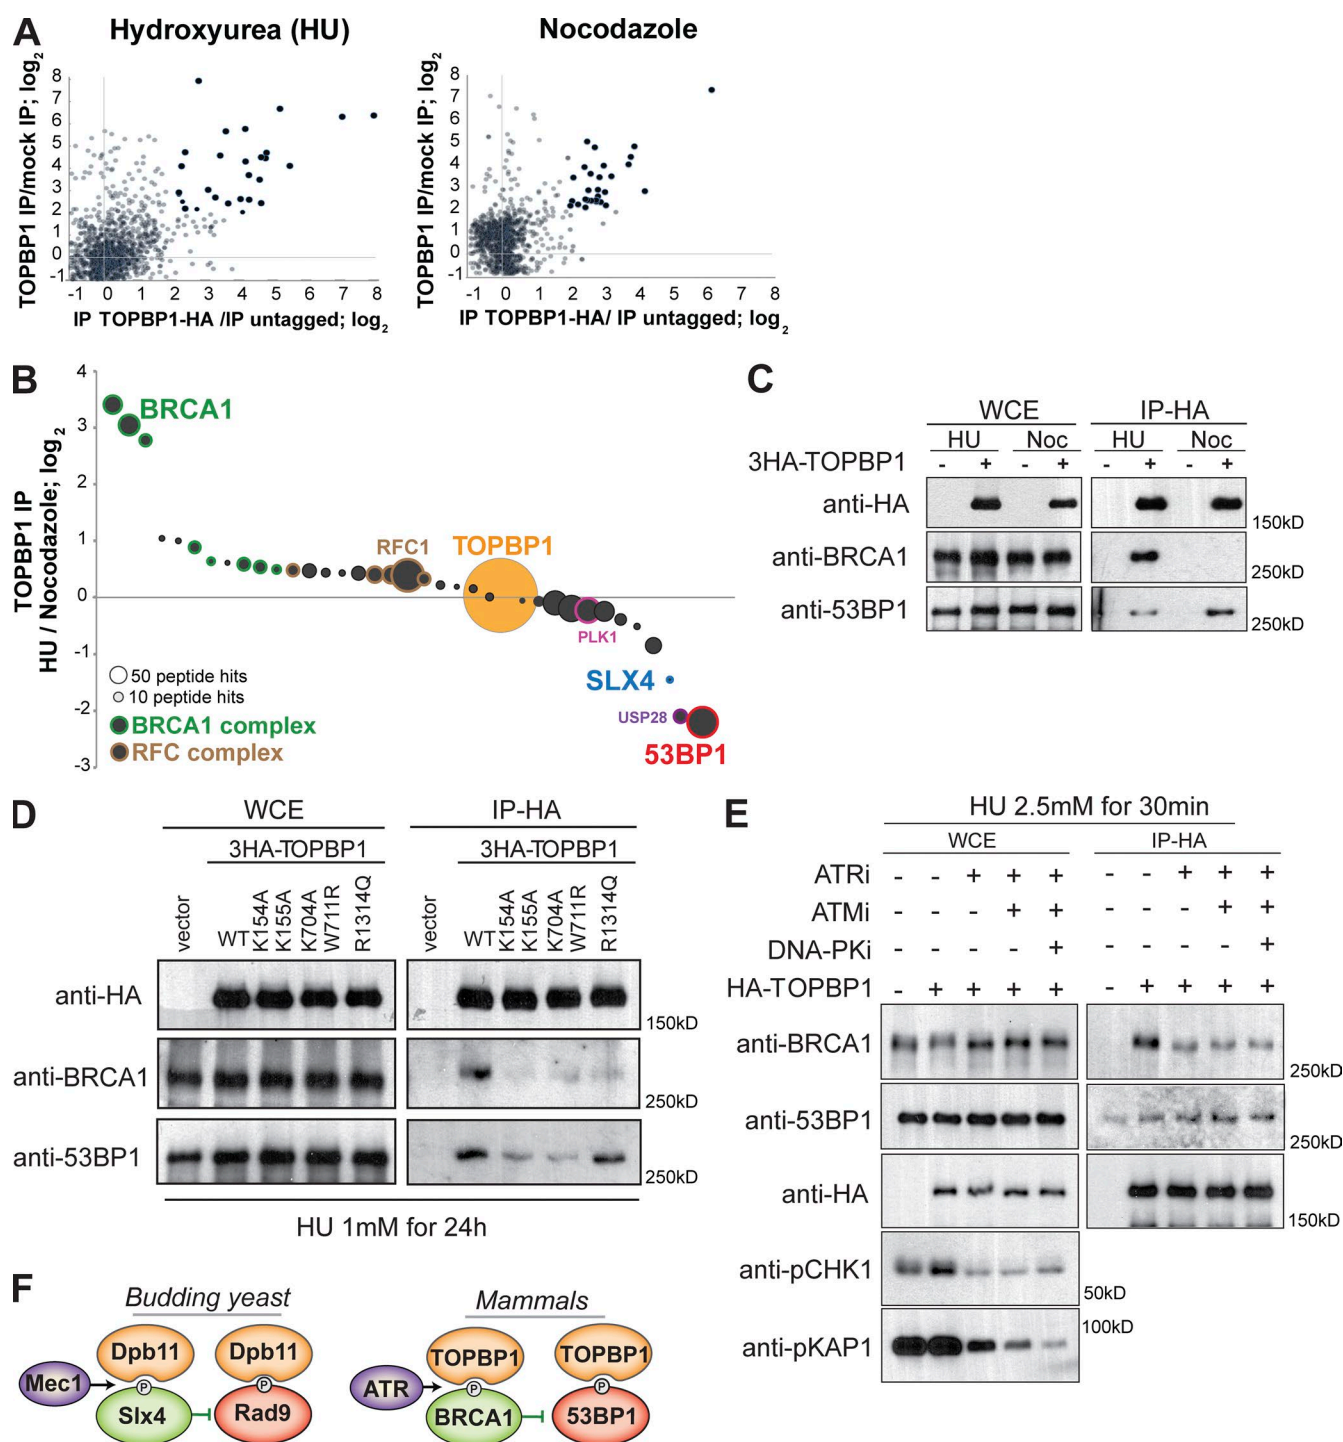 A
Hydroxyurea (HU)
TOPBP1 IP/mock IP; log2
8
7
6
5
4
3
2
1
0
-1
-1 0 1 2 3 4 5 6 7 8
IP TOPBP1-HA /IP untagged; log2
Nocodazole
TOPBP1 IP/mock IP; log2
8
7
6
5
4
3
2
1
0
-1
-1 0 1 2 3 4 5 6 7 8
IP TOPBP1-HA/ IP untagged; log2
B
TOPBP1 IP
HU / Nocodazole; log2
4
3
2
1
0
-1
-2
-3
BRCA1
RFC1
TOPBP1
PLK1
SLX4
USP28
53BP1
50 peptide hits
10 peptide hits
BRCA1 complex
RFC complex
C
WCE IP-HA
HU Noc HU Noc
3HA-TOPBP1 - + - + - + - +
anti-HA
150kD
anti-BRCA1
250kD
anti-53BP1
250kD
D
WCE IP-HA
3HA-TOPBP1 3HA-TOPBP1
vector WT K154A K155A K704A W711R R1314Q vector WT K154A K155A K704A W711R R1314Q
anti-HA
150kD
anti-BRCA1
250kD
anti-53BP1
250kD
HU 1mM for 24h
E
HU 2.5mM for 30min
WCE IP-HA
ATRi - - + + + - - + + +
ATMi - - - + + - - - + +
DNA-PKi - - - - + - - - - +
HA-TOPBP1 - + + + + - + + + +
anti-BRCA1
250kD
anti-53BP1
250kD
anti-HA
150kD
anti-pCHK1
50kD
anti-pKAP1
100kD
F
Budding yeast
Dpb11 Dpb11
Mec1
P P
Slx4 Rad9
Mammals
TOPBP1 TOPBP1
ATR
P P
BRCA1 53BP1